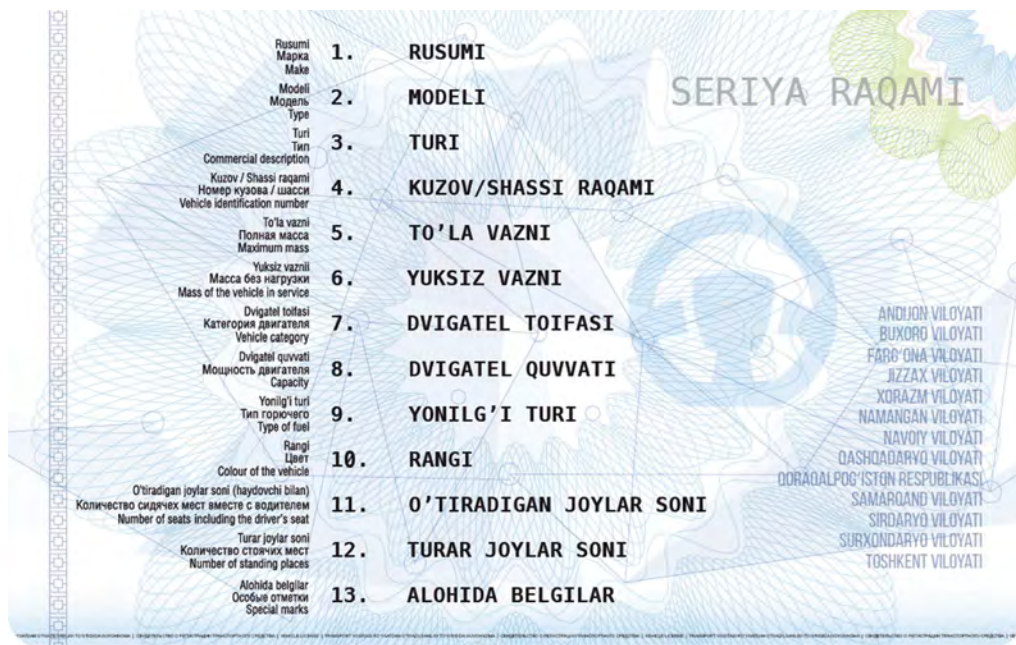 SERIYA RAQAMI
Rusumi
Марка
Make
1. RUSUMI
Modeli
Модель
Type
2. MODELI
Turi
Тип
Commercial description
3. TURI
Kuzov / Shassi raqami
Номер кузова / шасси
Vehicle identification number
4. KUZOV/SHASSI RAQAMI
To'la vazni
Полная масса
Maximum mass
5. TO’LA VAZNI
Yuksiz vaznii
Масса без нагрузки
Mass of the vehicle in service
6. YUKSIZ VAZNI
Dvigatel toifasi
Категория двигателя
Vehicle category
7. DVIGATEL TOIFASI
Dvigatel quvvati
Мощность двигателя
Capacity
8. DVIGATEL QUVVATI
Yonilg'i turi
Тип горючего
Type of fuel
9. YONILG’I TURI
Rangi
Цвет
Colour of the vehicle
10. RANGI
O'tiradigan joylar soni (haydovchi bilan)
Количество сидячех мест вместе с водителем
Number of seats including the driver's seat
11. O’TIRADIGAN JOYLAR SONI
Turar joylar soni
Количество стоячих мест
Number of standing places
12. TURAR JOYLAR SONI
Alohida belgilar
Особые отметки
Special marks
13. ALOHIDA BELGILAR
ANDIJON VILOYATI
BUXORO VILOYATI
FARG‘ONA VILOYATI
JIZZAX VILOYATI
XORAZM VILOYATI
NAMANGAN VILOYATI
NAVOIY VILOYATI
QASHQADARYO VILOYATI
QORAQALPOG‘ISTON RESPUBLIKASI
SAMARQAND VILOYATI
SIRDARYO VILOYATI
SURXONDARYO VILOYATI
TOSHKENT VILOYATI